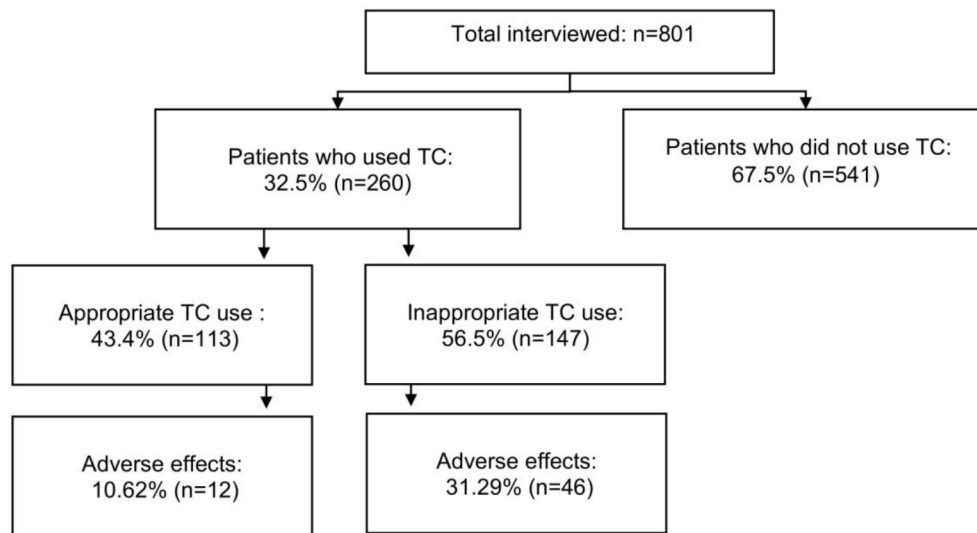 Total interviewed: n=801
Patients who used TC:
32.5% (n=260)
Patients who did not use TC:
67.5% (n=541)
Appropriate TC use :
43.4% (n=113)
Inappropriate TC use:
56.5% (n=147)
Adverse effects:
10.62% (n=12)
Adverse effects:
31.29% (n=46)